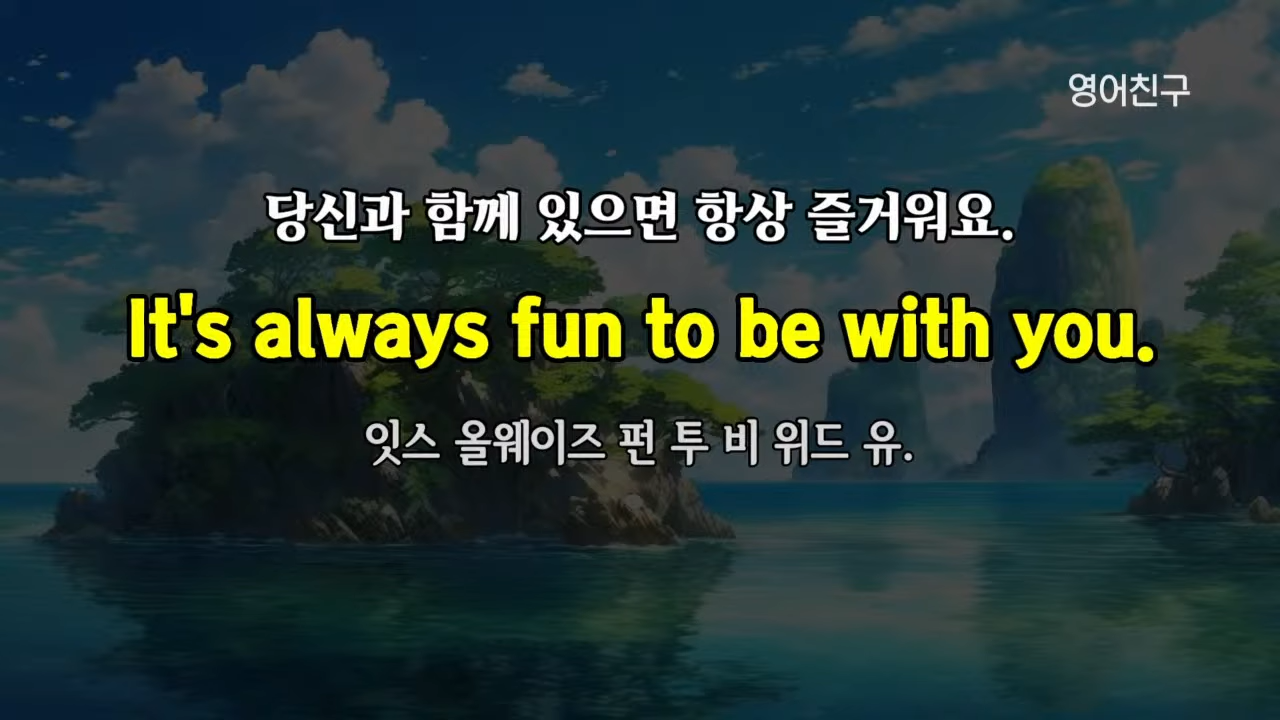 영어친구
당신과 함께 있으면 항상 즐거워요.
It's always fun to be with you.
잇스 올웨이즈 펀 투 비 위드 유.